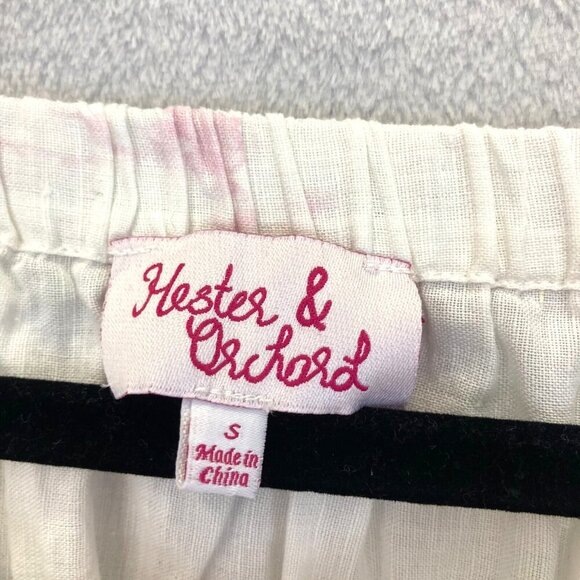 Hester &
Orchard
S
Made in
China